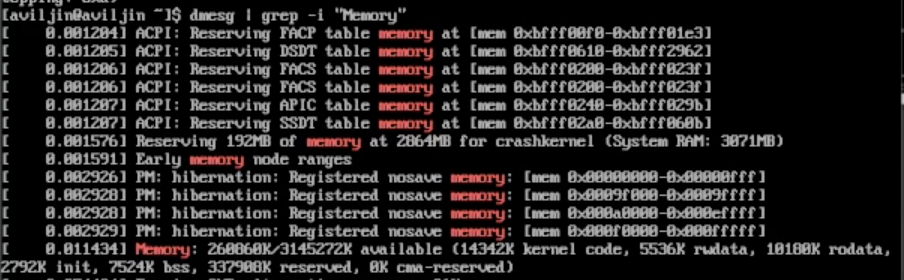 [aviljin@aviljin ~]$ dmesg | grep -i "Memory"
[    0.001204] ACPI: Reserving FACP table memory at [mem 0xbfff00f0-0xbfff01e3]
[    0.001205] ACPI: Reserving DSDT table memory at [mem 0xbfff0610-0xbfff2962]
[    0.001206] ACPI: Reserving FACS table memory at [mem 0xbfff0200-0xbfff023f]
[    0.001206] ACPI: Reserving FACS table memory at [mem 0xbfff0200-0xbfff023f]
[    0.001207] ACPI: Reserving APIC table memory at [mem 0xbfff0240-0xbfff029b]
[    0.001207] ACPI: Reserving SSDT table memory at [mem 0xbfff02a0-0xbfff060b]
[    0.001576] Reserving 192MB of memory at 2864MB for crashkernel (System RAM: 3071MB)
[    0.001591] Early memory node ranges
[    0.002926] PM: hibernation: Registered nosave memory: [mem 0x00000000-0x00000fff]
[    0.002928] PM: hibernation: Registered nosave memory: [mem 0x0009f000-0x0009ffff]
[    0.002928] PM: hibernation: Registered nosave memory: [mem 0x000a0000-0x000effff]
[    0.002929] PM: hibernation: Registered nosave memory: [mem 0x000f0000-0x000fffff]
[    0.011434] Memory: 260860K/3145272K available (14342K kernel code, 5536K rwdata, 10180K rodata,
2792K init, 7524K bss, 337908K reserved, 0K cma-reserved)